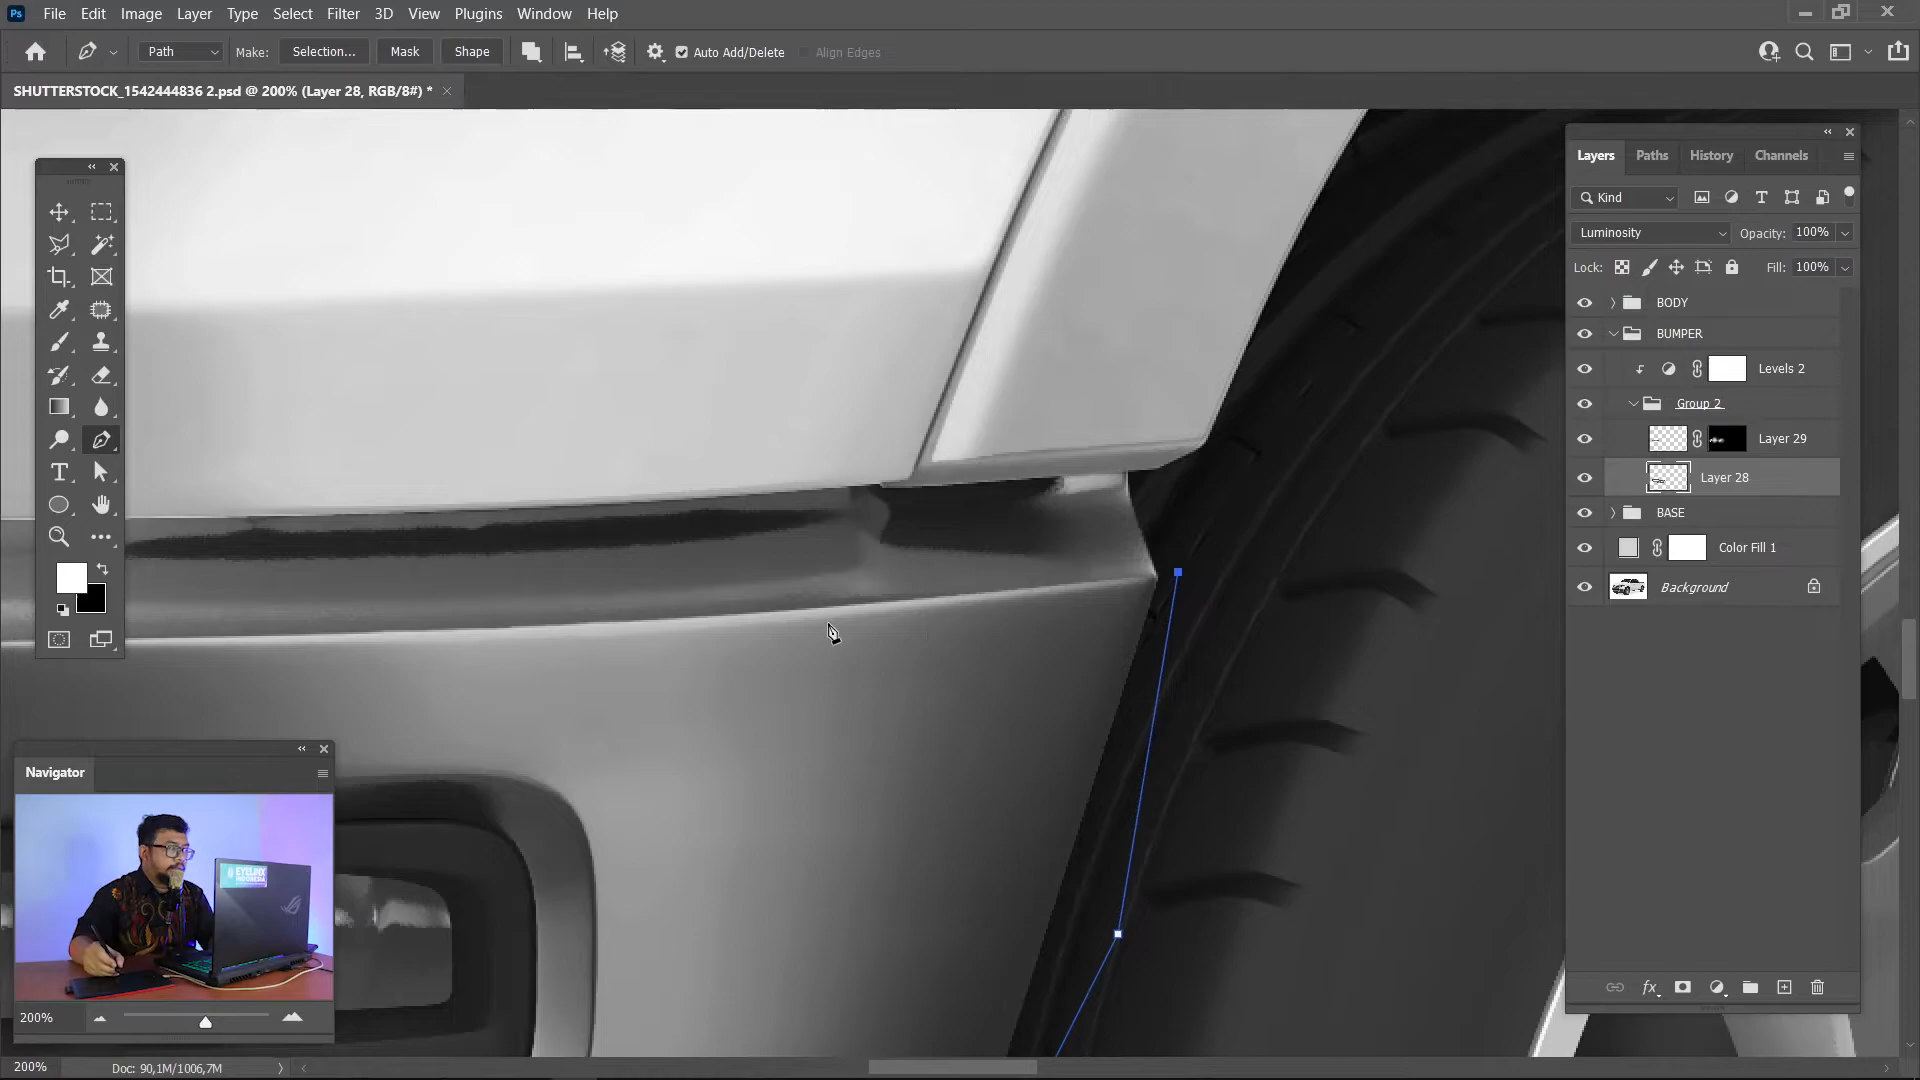 Ps File Edit Image Layer Type Select Filter 3D View Plugins Window Help
Path Make: Selection... Mask Shape Auto Add/Delete Align Edges
SHUTTERSTOCK_1542444836 2.psd @ 200% (Layer 28, RGB/8#) *
Layers Paths History Channels
Kind
Luminosity Opacity: 100%
Lock: Fill: 100%
BODY
BUMPER
Levels 2
Group 2
Layer 29
Layer 28
BASE
Color Fill 1
Background
fx
Navigator
EYELINX
INDONESIA
200%
200% Doc: 90,1M/1006,7M